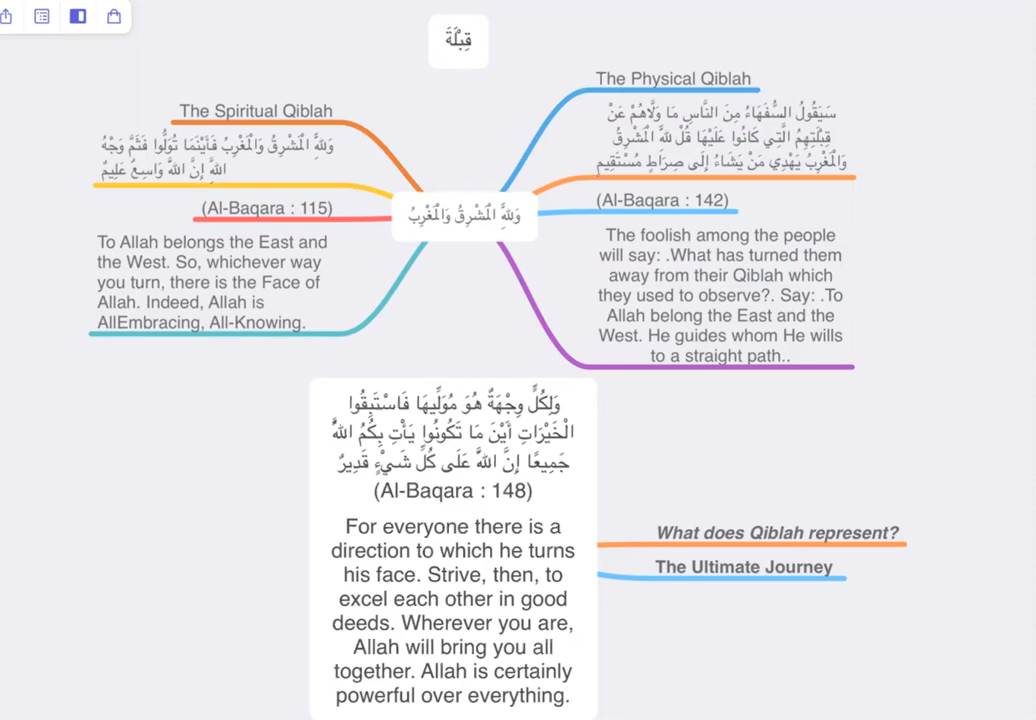 قِبْلَةَ
The Spiritual Qiblah
وَلِلَّهِ الْمَشْرِقُ وَالْمَغْرِبُ فَأَيْنَمَا تُوَلُّوا فَثَمَّ وَجْهُ
اللَّهِ إِنَّ اللَّهَ وَاسِعٌ عَلِيمٌ
(Al-Baqara : 115)
To Allah belongs the East and
the West. So, whichever way
you turn, there is the Face of
Allah. Indeed, Allah is
AllEmbracing, All-Knowing.
وَلِلَّهِ الْمَشْرِقُ وَالْمَغْرِبُ
The Physical Qiblah
سَيَقُولُ السُّفَهَاءُ مِنَ النَّاسِ مَا وَلَّاهُمْ عَنْ
قِبْلَتِهِمُ الَّتِي كَانُوا عَلَيْهَا قُلْ لِلَّهِ الْمَشْرِقُ
وَالْمَغْرِبُ يَهْدِي مَنْ يَشَاءُ إِلَى صِرَاطٍ مُسْتَقِيمٍ
(Al-Baqara : 142)
The foolish among the people
will say: .What has turned them
away from their Qiblah which
they used to observe?. Say: .To
Allah belong the East and the
West. He guides whom He wills
to a straight path..
وَلِكُلٍّ وِجْهَةٌ هُوَ مُوَلِّيهَا فَاسْتَبِقُوا
الْخَيْرَاتِ أَيْنَ مَا تَكُونُوا يَأْتِ بِكُمُ اللَّهُ
جَمِيعًا إِنَّ اللَّهَ عَلَى كُلِّ شَيْءٍ قَدِيرٌ
(Al-Baqara : 148)
For everyone there is a
direction to which he turns
his face. Strive, then, to
excel each other in good
deeds. Wherever you are,
Allah will bring you all
together. Allah is certainly
powerful over everything.
What does Qiblah represent?
The Ultimate Journey